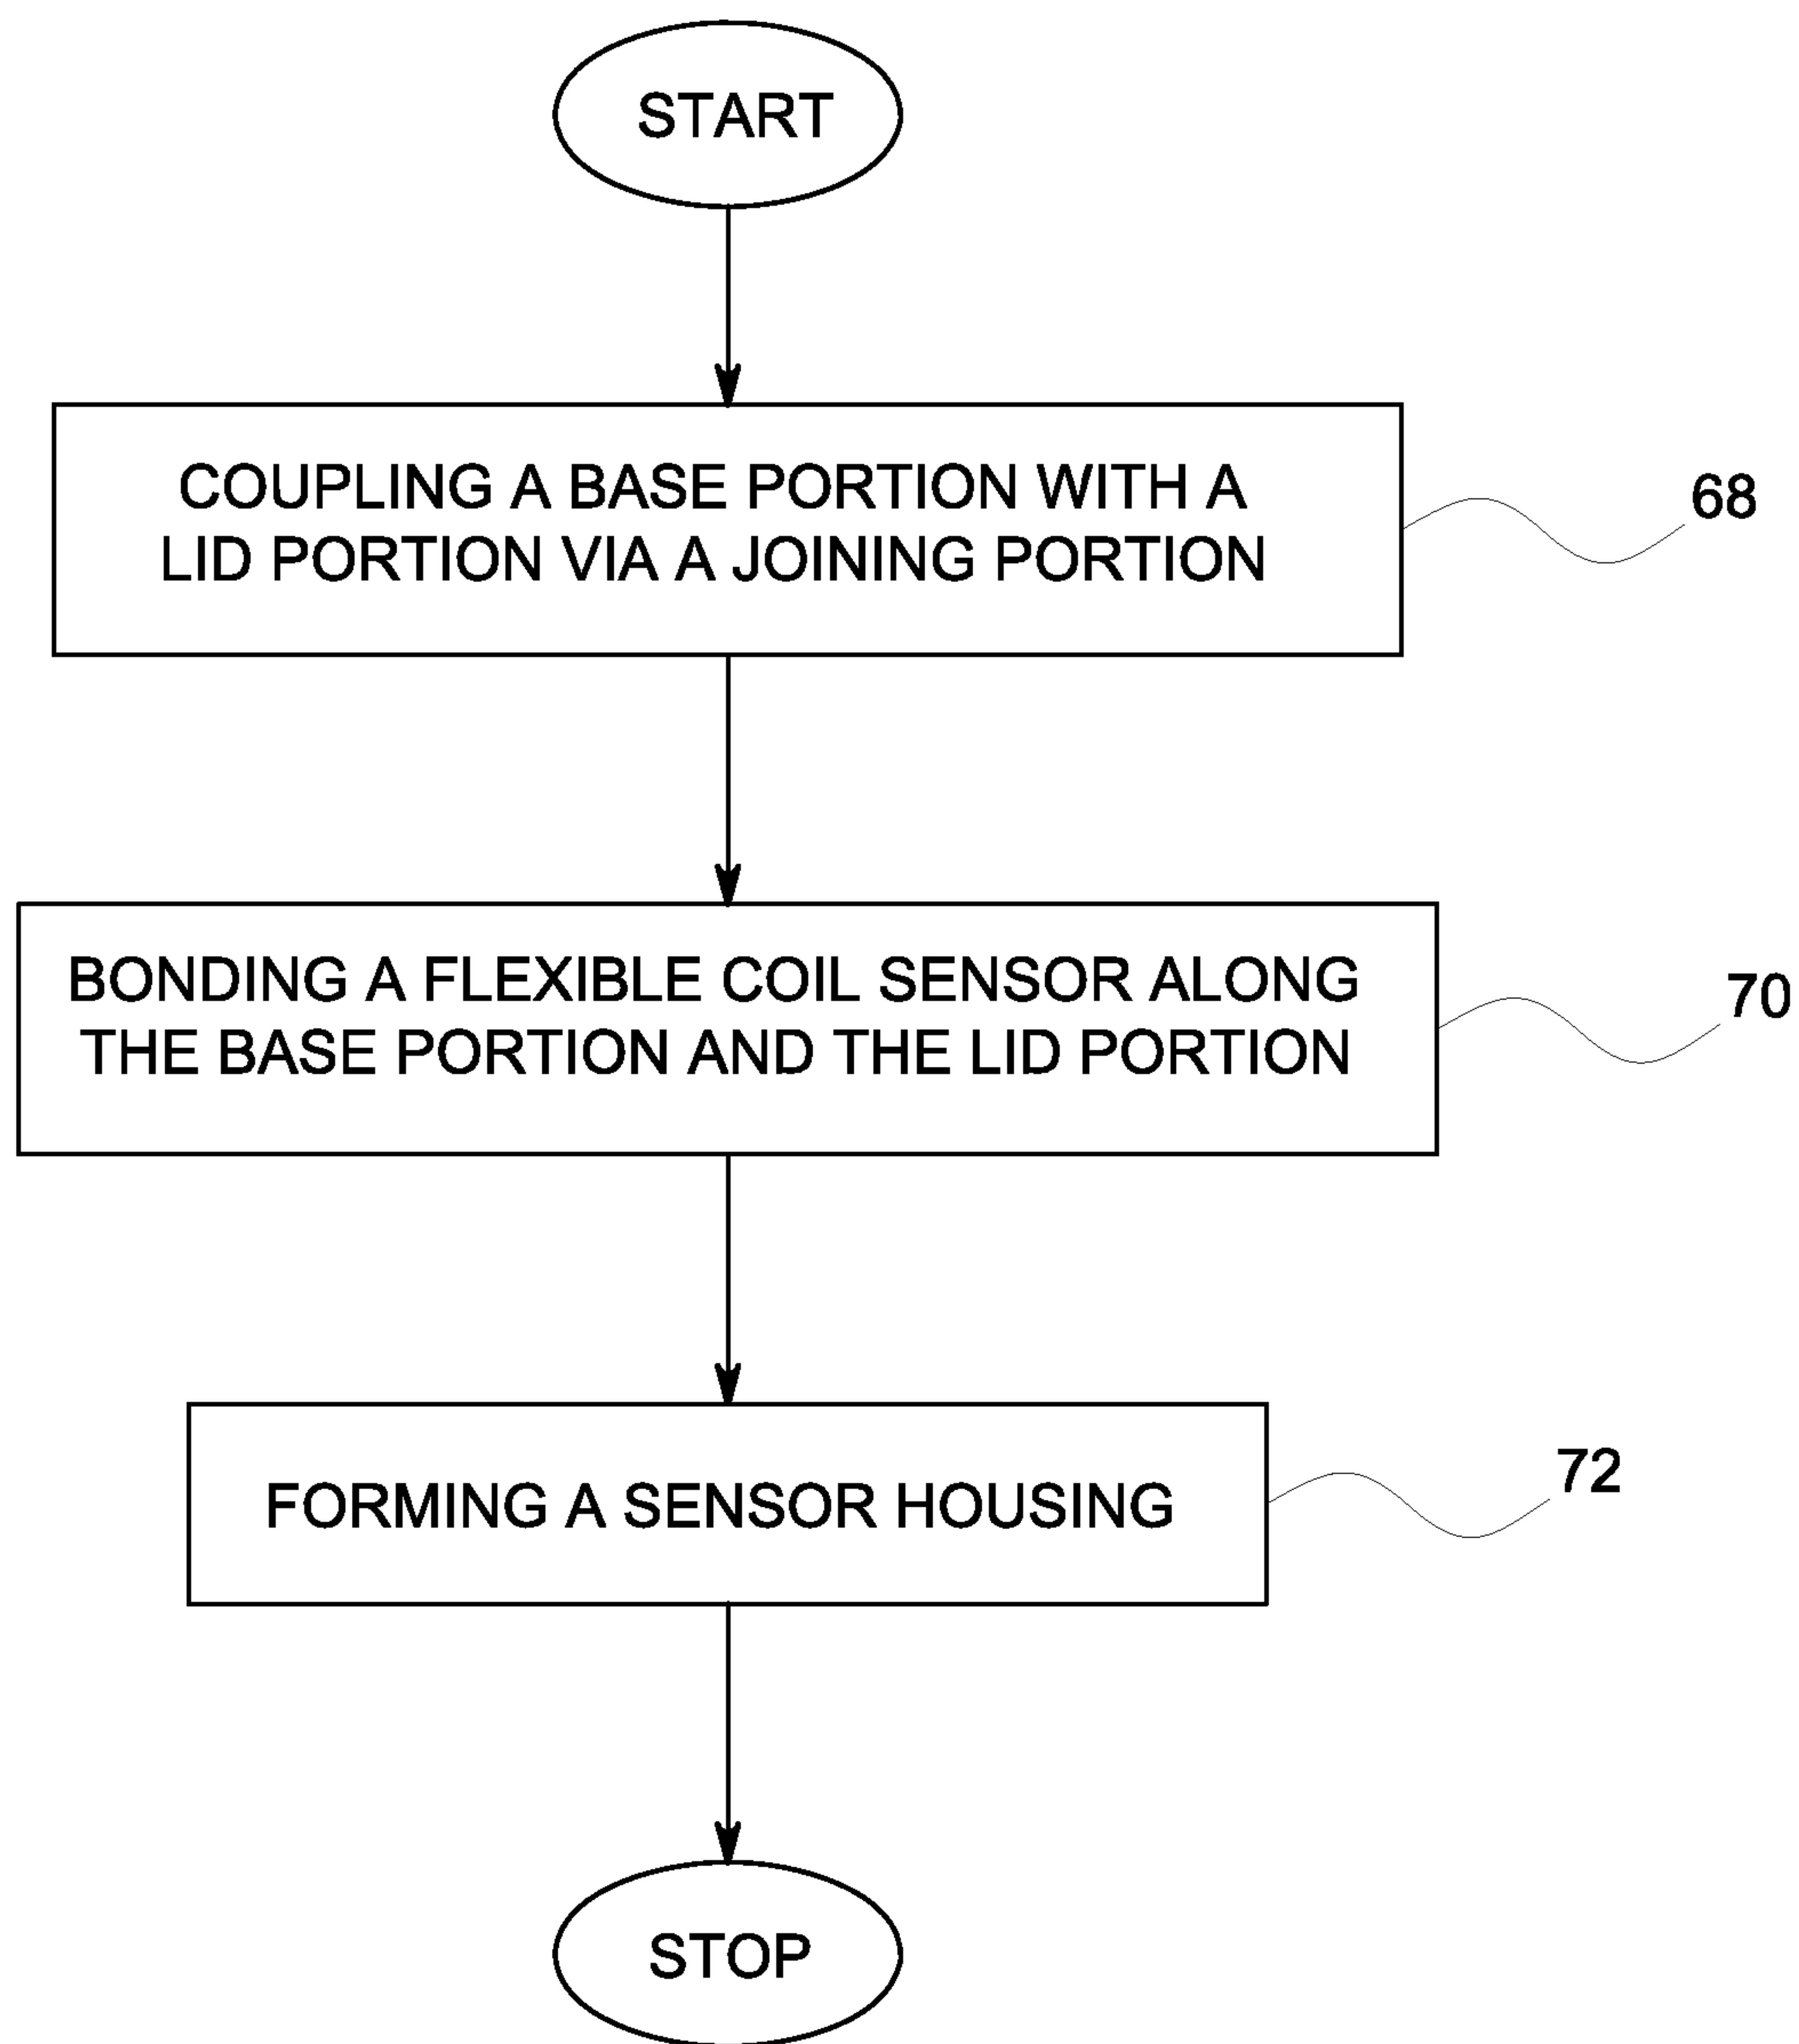 START
COUPLING A BASE PORTION WITH A
LID PORTION VIA A JOINING PORTION
68
BONDING A FLEXIBLE COIL SENSOR ALONG
THE BASE PORTION AND THE LID PORTION
70
FORMING A SENSOR HOUSING
72
STOP